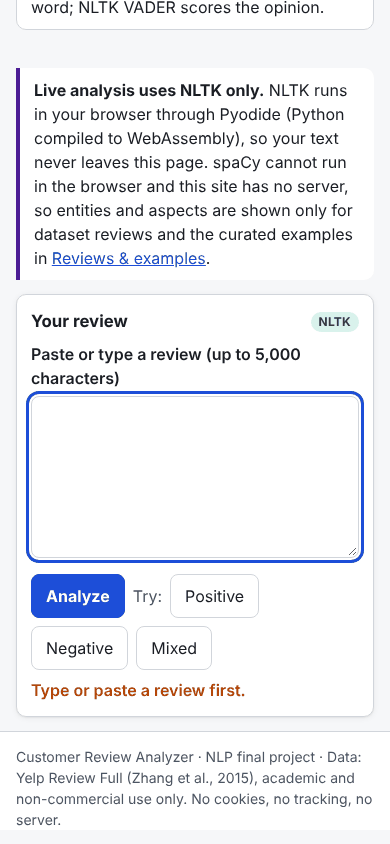 word; NLTK VADER scores the opinion.
Live analysis uses NLTK only. NLTK runs
in your browser through Pyodide (Python
compiled to WebAssembly), so your text
never leaves this page. spaCy cannot run
in the browser and this site has no server,
so entities and aspects are shown only for
dataset reviews and the curated examples
in Reviews & examples.
Your review NLTK
Paste or type a review (up to 5,000
characters)
Analyze Try: Positive
Negative Mixed
Type or paste a review first.
Customer Review Analyzer · NLP final project · Data:
Yelp Review Full (Zhang et al., 2015), academic and
non-commercial use only. No cookies, no tracking, no
server.